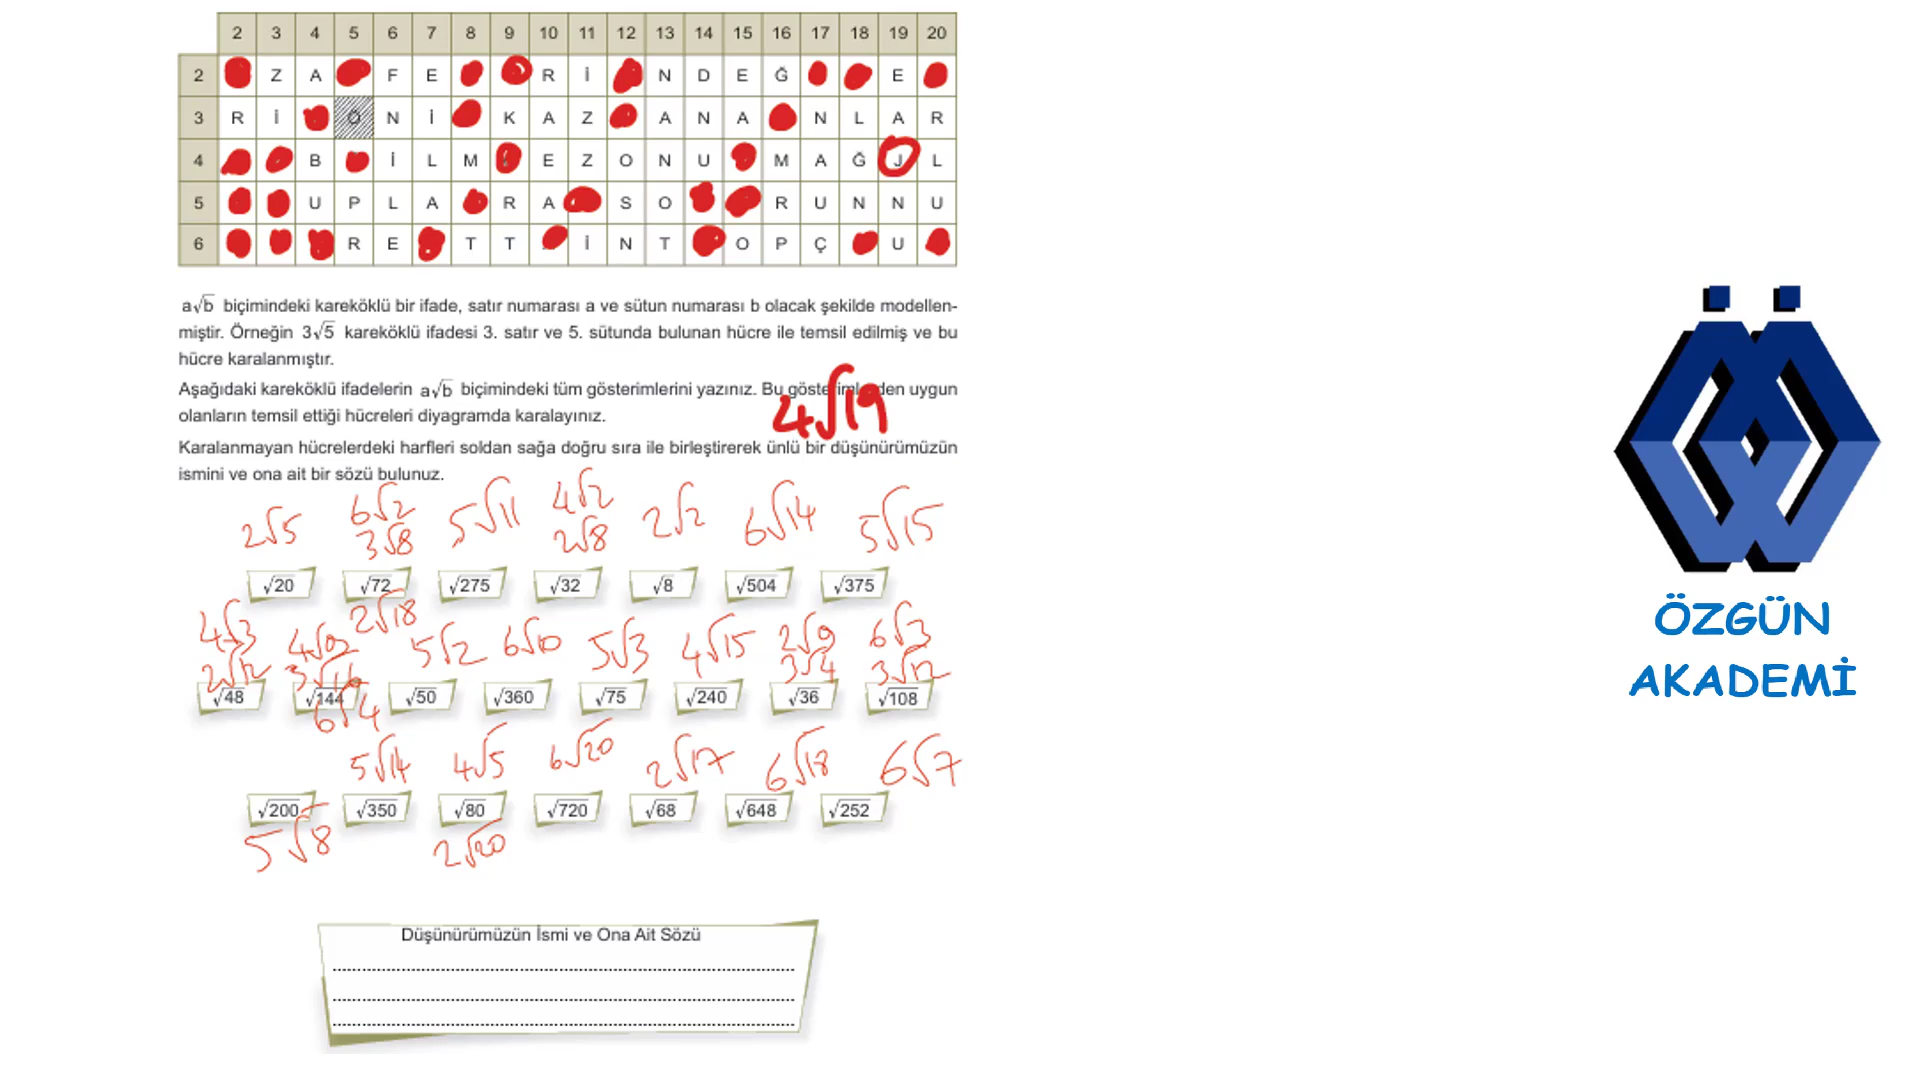 2 3 4 5 6 7 8 9 10 11 12 13 14 15 16 17 18 19 20
2 Z A F E R İ N D E Ğ E
3 R İ Ö N İ K A Z A N A N L A R
4 B İ L M E Z O N U M A Ğ J L
5 U P L A R A S O R U N N U
6 R E T T İ N T O P Ç U
a√b biçimindeki kareköklü bir ifade, satır numarası a ve sütun numarası b olacak şekilde modellen-
miştir. Örneğin 3√5 kareköklü ifadesi 3. satır ve 5. sütunda bulunan hücre ile temsil edilmiş ve bu
hücre karalanmıştır.
Aşağıdaki kareköklü ifadelerin a√b biçimindeki tüm gösterimlerini yazınız. Bu gösterimlerden uygun
4√19
olanların temsil ettiği hücreleri diyagramda karalayınız.
Karalanmayan hücrelerdeki harfleri soldan sağa doğru sıra ile birleştirerek ünlü bir düşünürümüzün
ismini ve ona ait bir sözü bulunuz.
2√5 6√2 5√11 4√2 2√2 6√14 5√15
3√8 2√8
√20 √72 √275 √32 √8 √504 √375
2√18
4√3 4√9 5√2 6√10 5√3 4√15 2√9 6√3
2√12 3√16 3√4 3√12
√48 √144 √50 √360 √75 √240 √36 √108
6√4
5√14 4√5 6√20 2√17 6√18 6√7
√200 √350 √80 √720 √68 √648 √252
5√8 2√20
Düşünürümüzün İsmi ve Ona Ait Sözü
ÖZGÜN
AKADEMİ